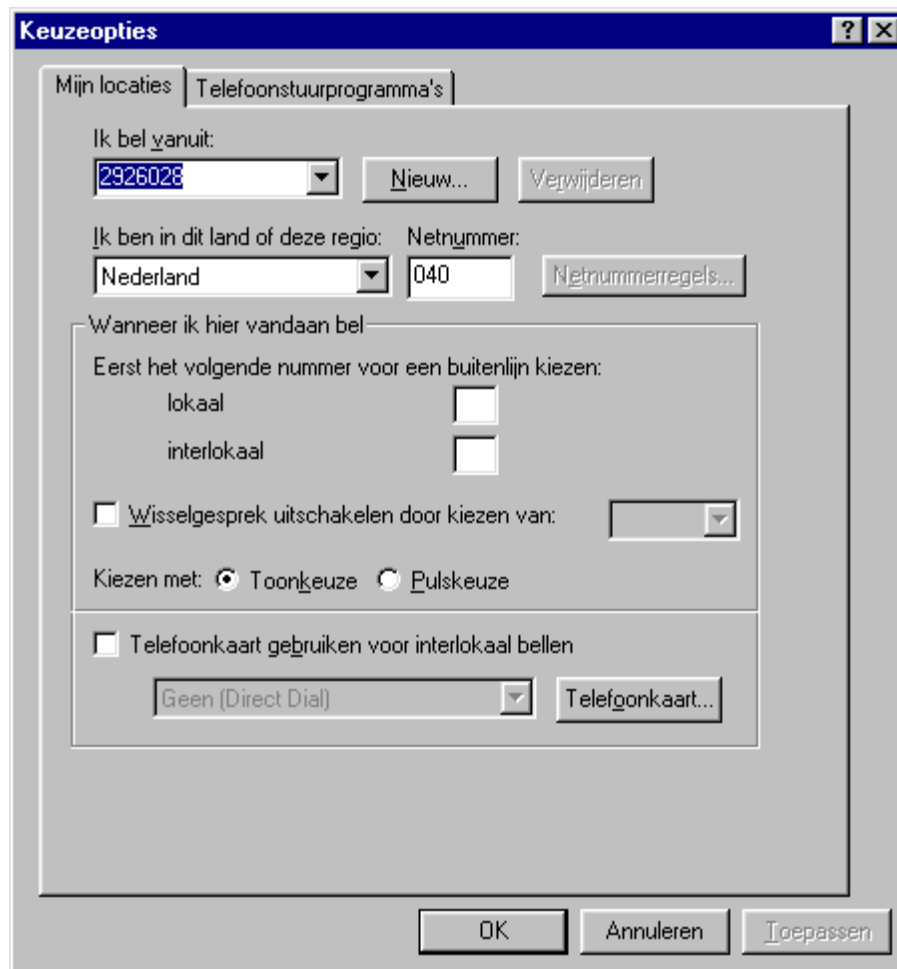 Keuzeopties
Mijn locaties Telefoonstuurprogramma's
Ik bel vanuit:
2926028 Nieuw... Verwijderen
Ik ben in dit land of deze regio: Netnummer:
Nederland 040 Netnummerregels...
Wanneer ik hier vandaan bel
Eerst het volgende nummer voor een buitenlijn kiezen:
lokaal
interlokaal
Wisselgesprek uitschakelen door kiezen van:
Kiezen met: Toonkeuze Pulskeuze
Telefoonkaart gebruiken voor interlokaal bellen
Geen (Direct Dial) Telefoonkaart...
OK Annuleren Toepassen